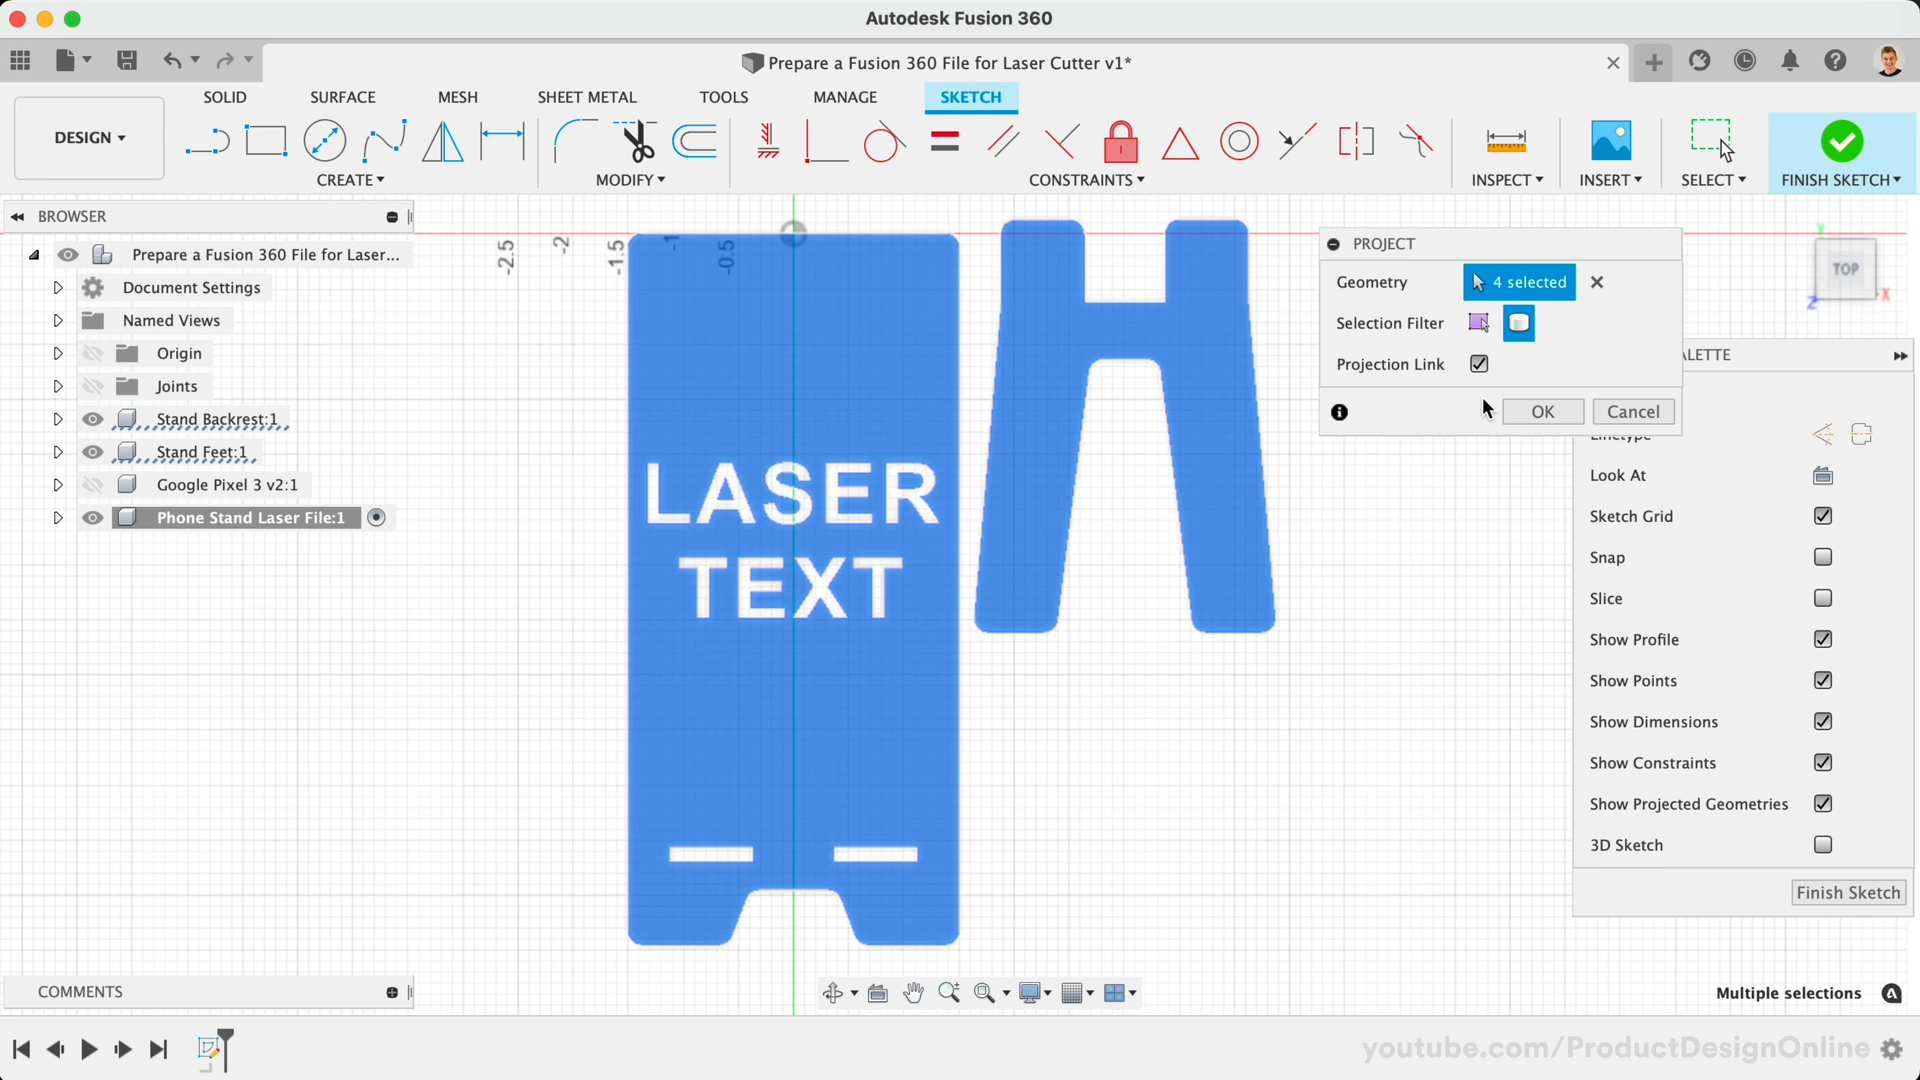 Autodesk Fusion 360
Prepare a Fusion 360 File for Laser Cutter v1*
SOLID SURFACE MESH SHEET METAL TOOLS MANAGE SKETCH
DESIGN
CREATE MODIFY CONSTRAINTS INSPECT INSERT SELECT FINISH SKETCH
BROWSER
Prepare a Fusion 360 File for Laser...
Document Settings
Named Views
Origin
Joints
Stand Backrest:1
Stand Feet:1
Google Pixel 3 v2:1
Phone Stand Laser File:1
-2.5 -2 -1.5 -1 -0.5
LASER
TEXT
PROJECT
Geometry 4 selected
Selection Filter
Projection Link
OK Cancel
TOP
Y
X
Z
ALETTE
Linetype
Look At
Sketch Grid
Snap
Slice
Show Profile
Show Points
Show Dimensions
Show Constraints
Show Projected Geometries
3D Sketch
Finish Sketch
COMMENTS
Multiple selections
youtube.com/ProductDesignOnline